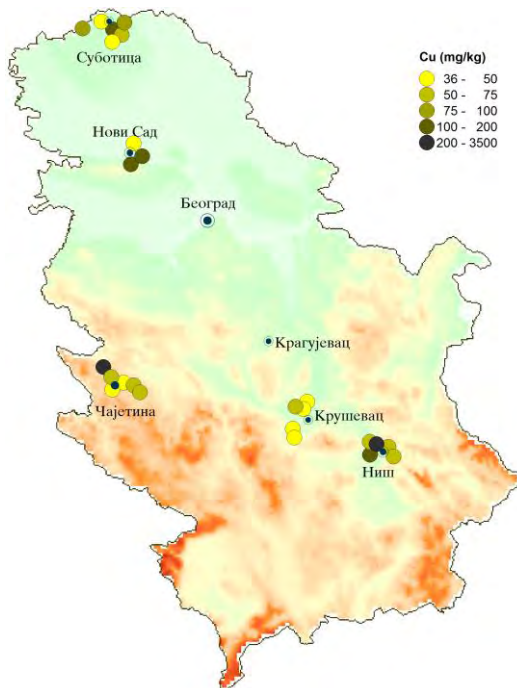 Суботица
Cu (mg/kg)
36 - 50
50 - 75
75 - 100
100 - 200
200 - 3500
Нови Сад
Београд
Крагујевац
Чајетина
Крушевац
Ниш